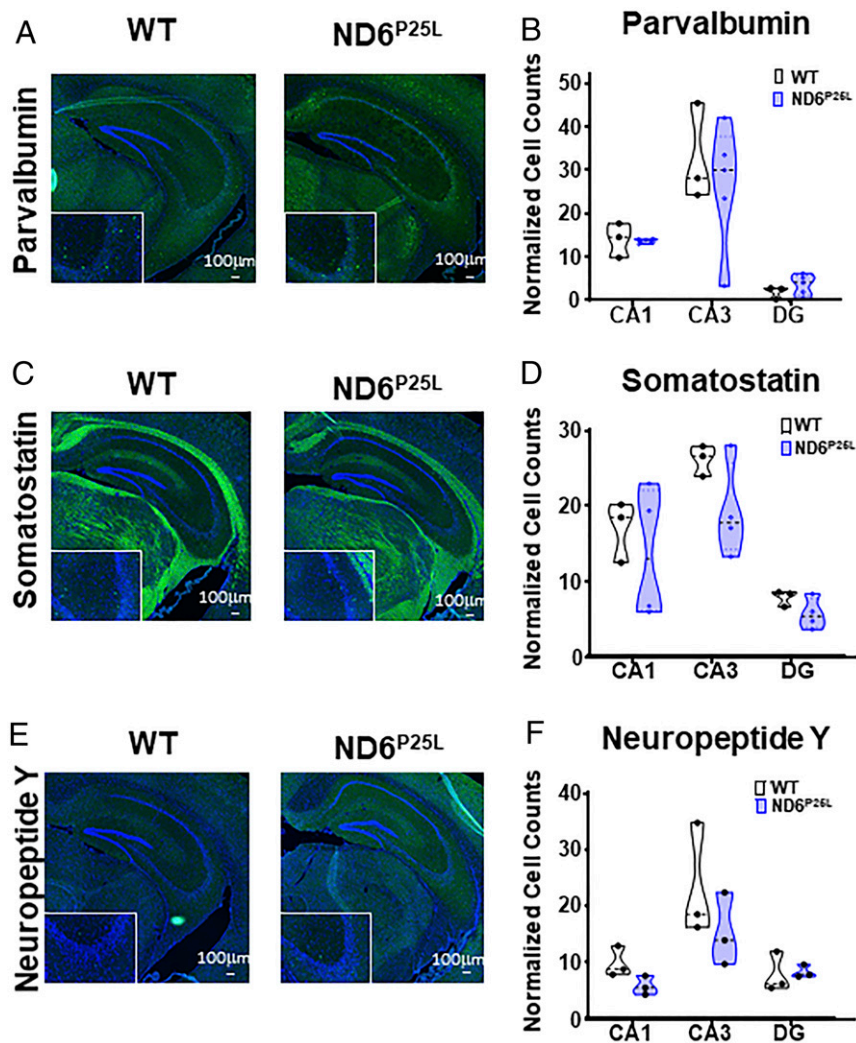 A
WT
ND6P25L
Parvalbumin
100μm
100μm
B
Parvalbumin
Normalized Cell Counts
50
40
30
20
10
0
WT
ND6P25L
CA1
CA3
DG
C
WT
ND6P25L
Somatostatin
100μm
100μm
D
Somatostatin
Normalized Cell Counts
30
20
10
0
WT
ND6P25L
CA1
CA3
DG
E
WT
ND6P25L
Neuropeptide Y
100μm
100μm
F
Neuropeptide Y
Normalized Cell Counts
40
30
20
10
0
WT
ND6P25L
CA1
CA3
DG